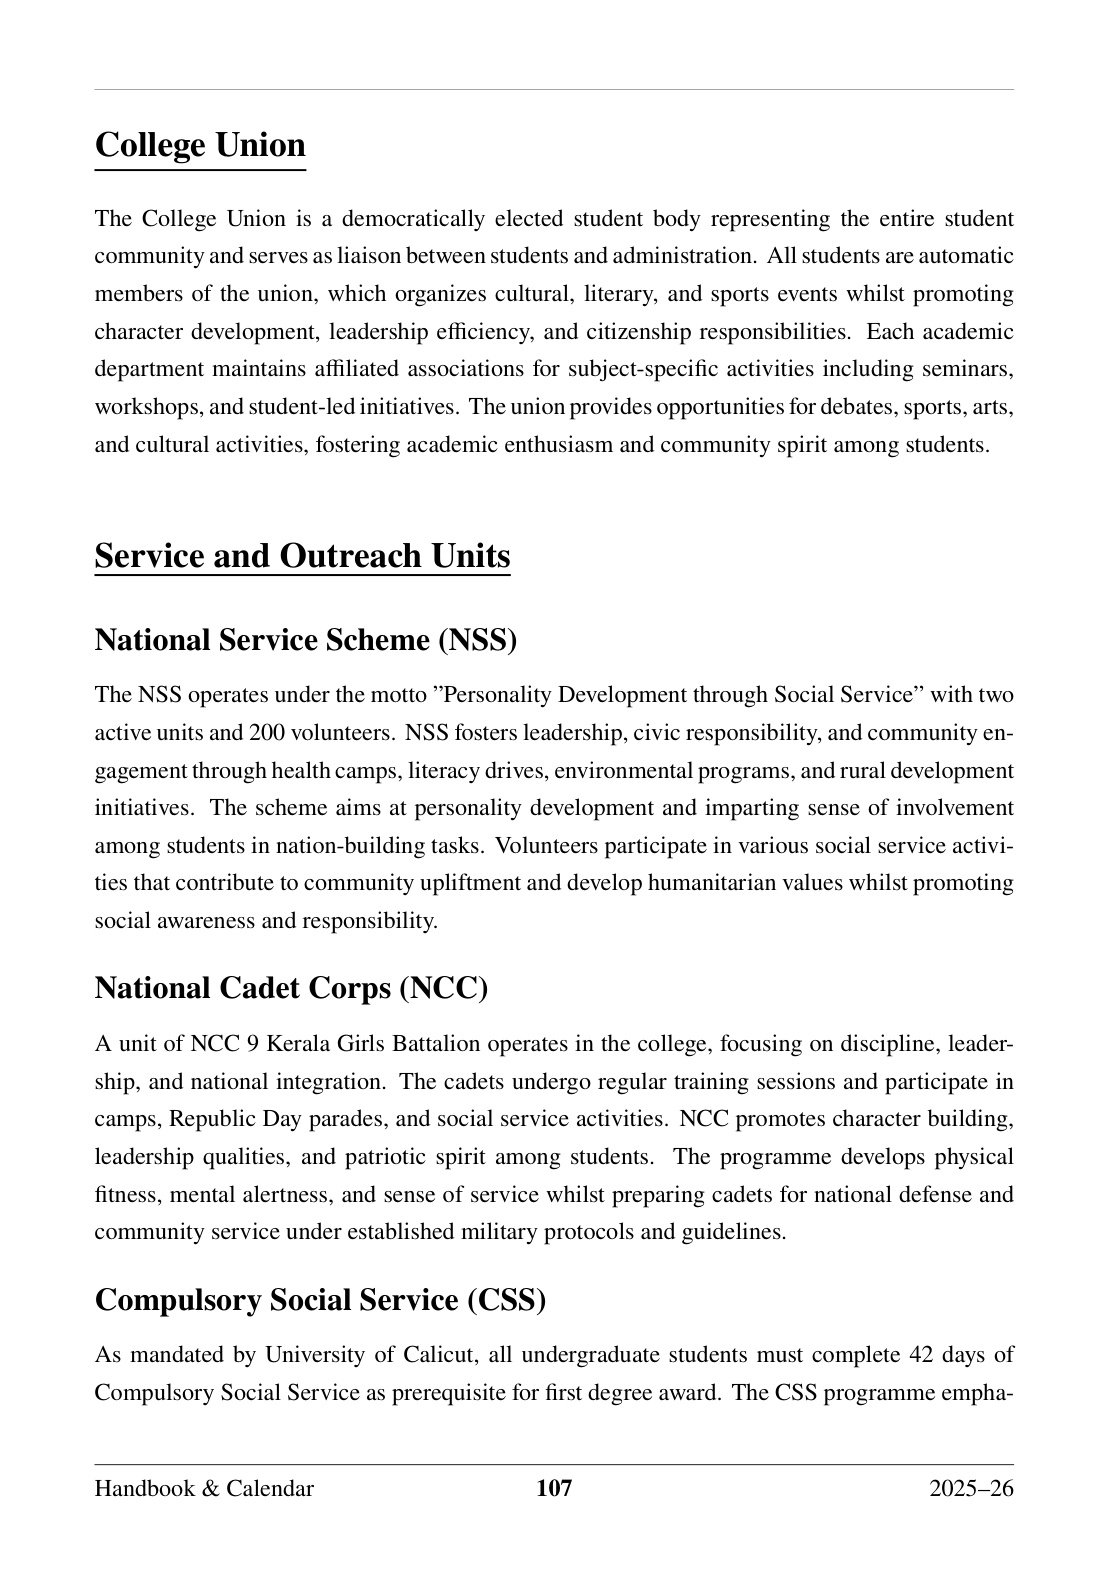 College Union
The College Union is a democratically elected student body representing the entire student
community and serves as liaison between students and administration. All students are automatic
members of the union, which organizes cultural, literary, and sports events whilst promoting
character development, leadership efficiency, and citizenship responsibilities. Each academic
department maintains affiliated associations for subject-specific activities including seminars,
workshops, and student-led initiatives. The union provides opportunities for debates, sports, arts,
and cultural activities, fostering academic enthusiasm and community spirit among students.
Service and Outreach Units
National Service Scheme (NSS)
The NSS operates under the motto ”Personality Development through Social Service” with two
active units and 200 volunteers. NSS fosters leadership, civic responsibility, and community en-
gagement through health camps, literacy drives, environmental programs, and rural development
initiatives. The scheme aims at personality development and imparting sense of involvement
among students in nation-building tasks. Volunteers participate in various social service activi-
ties that contribute to community upliftment and develop humanitarian values whilst promoting
social awareness and responsibility.
National Cadet Corps (NCC)
A unit of NCC 9 Kerala Girls Battalion operates in the college, focusing on discipline, leader-
ship, and national integration. The cadets undergo regular training sessions and participate in
camps, Republic Day parades, and social service activities. NCC promotes character building,
leadership qualities, and patriotic spirit among students. The programme develops physical
fitness, mental alertness, and sense of service whilst preparing cadets for national defense and
community service under established military protocols and guidelines.
Compulsory Social Service (CSS)
As mandated by University of Calicut, all undergraduate students must complete 42 days of
Compulsory Social Service as prerequisite for first degree award. The CSS programme empha-
Handbook & Calendar 107 2025–26